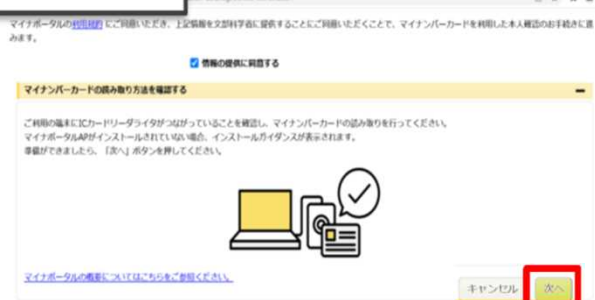 マイナポータルの利用規約 にご同意いただき、上記情報を文部科学省に提供することにご同意いただくことで、マイナンバーカードを利用した本人確認のお手続きに進
みます。
情報の提供に同意する
マイナンバーカードの読み取り方法を確認する
ご利用の端末にICカードリーダライタがつながっていることを確認し、マイナンバーカードの読み取りを行ってください。
マイナポータルAPがインストールされていない場合、インストールガイダンスが表示されます。
準備ができましたら、「次へ」ボタンを押してください。
マイナポータルの概要についてはこちらをご参照ください。
キャンセル
次へ